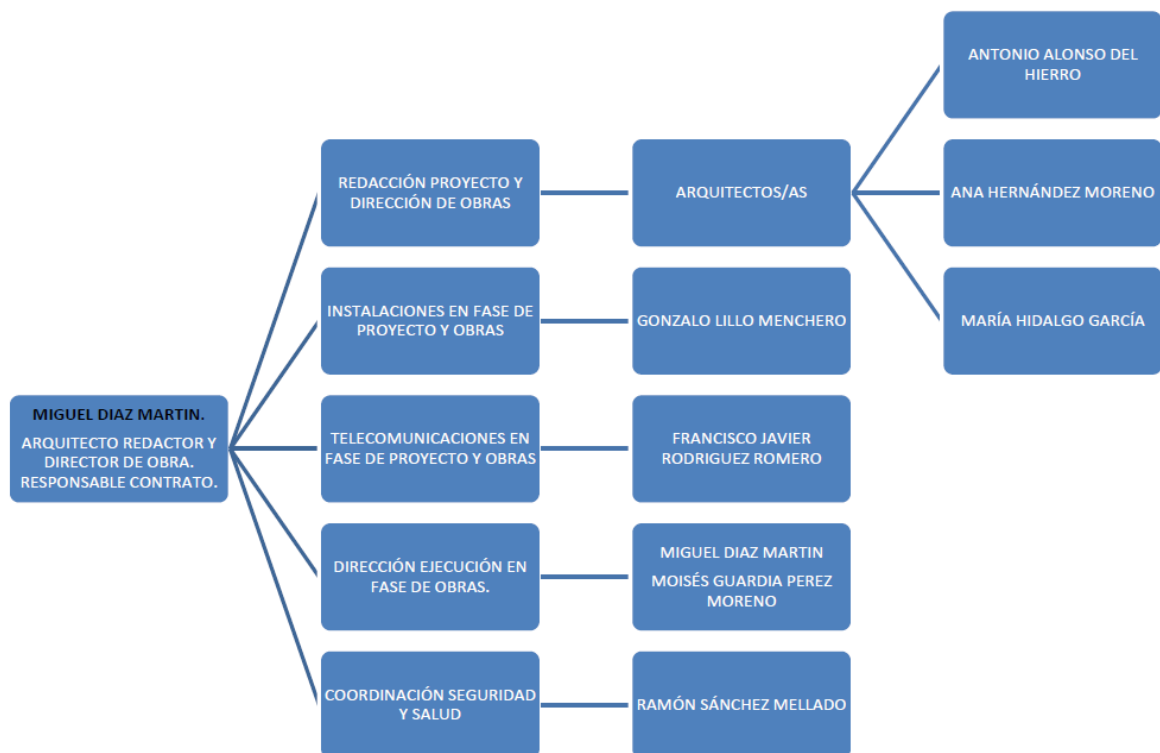 ANTONIO ALONSO DEL
HIERRO
REDACCIÓN PROYECTO Y
DIRECCIÓN DE OBRAS
ARQUITECTOS/AS
ANA HERNÁNDEZ MORENO
INSTALACIONES EN FASE DE
PROYECTO Y OBRAS
GONZALO LILLO MENCHERO
MARÍA HIDALGO GARCÍA
MIGUEL DIAZ MARTIN.
ARQUITECTO REDACTOR Y
DIRECTOR DE OBRA.
RESPONSABLE CONTRATO.
TELECOMUNICACIONES EN
FASE DE PROYECTO Y OBRAS
FRANCISCO JAVIER
RODRIGUEZ ROMERO
DIRECCIÓN EJECUCIÓN EN
FASE DE OBRAS.
MIGUEL DIAZ MARTIN
MOISÉS GUARDIA PEREZ
MORENO
COORDINACIÓN SEGURIDAD
Y SALUD
RAMÓN SÁNCHEZ MELLADO